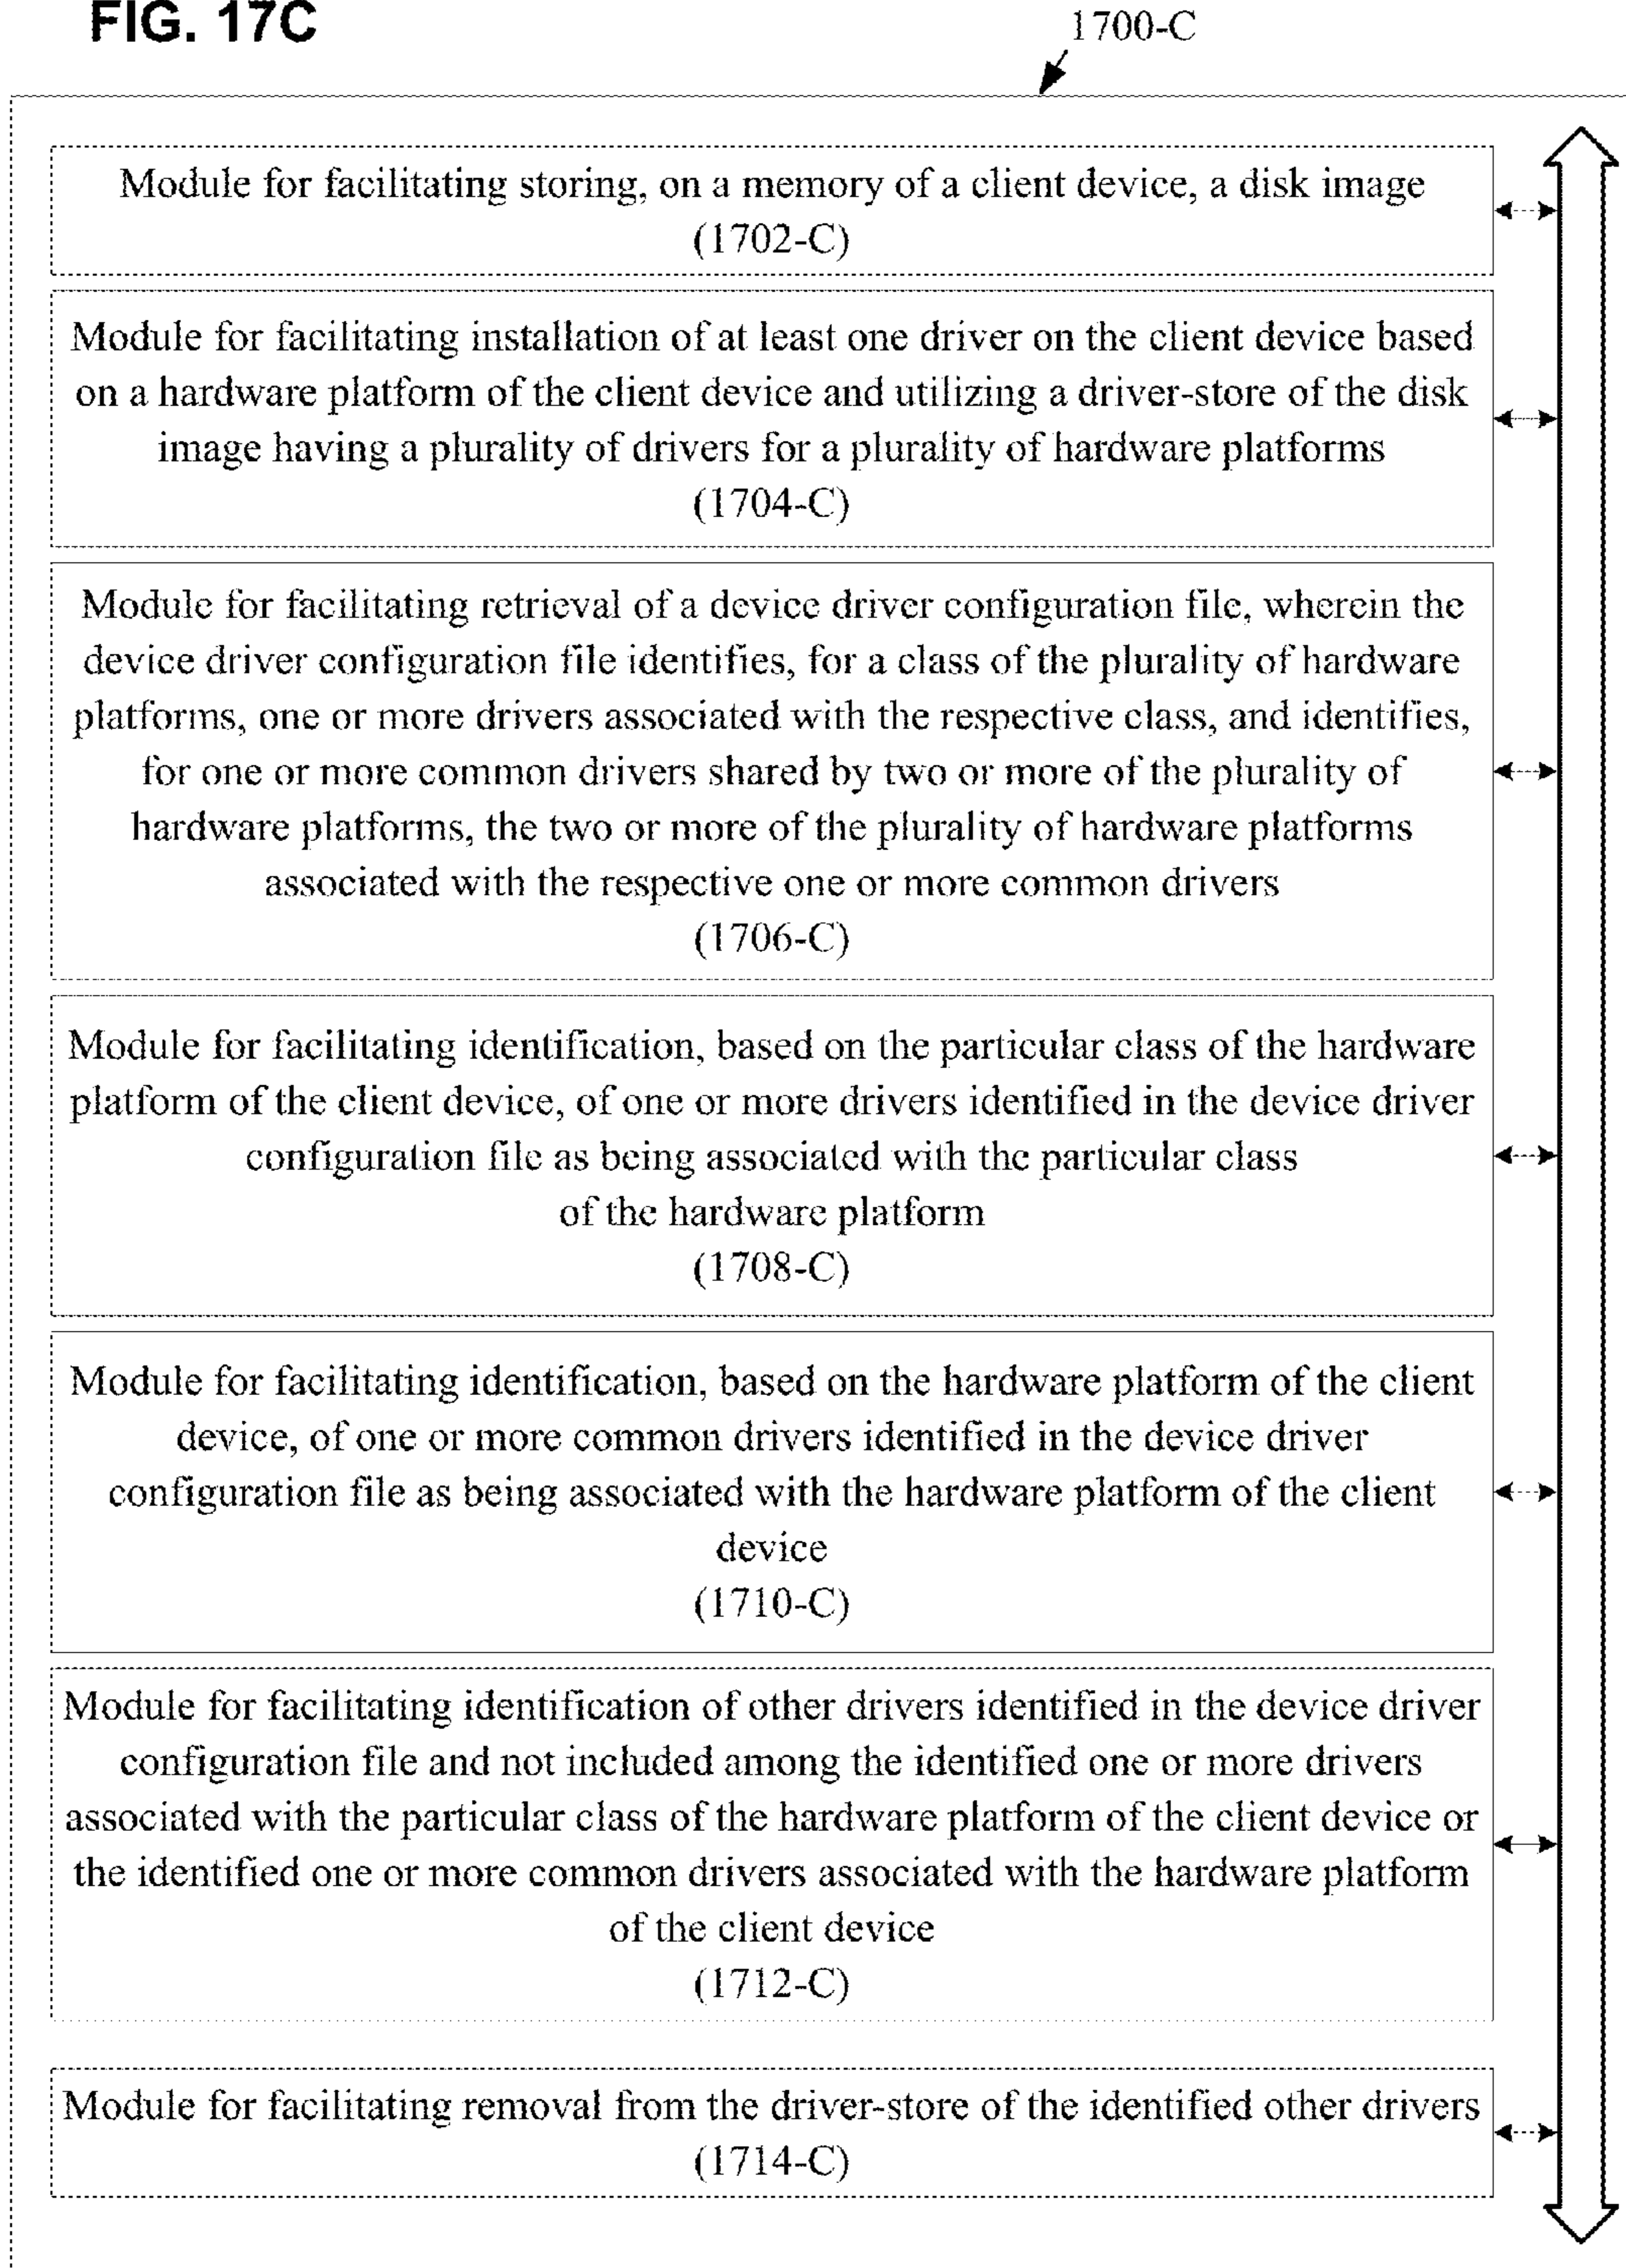 FIG. 17C
1700-C
Module for facilitating storing, on a memory of a client device, a disk image
(1702-C)
Module for facilitating installation of at least one driver on the client device based
on a hardware platform of the client device and utilizing a driver-store of the disk
image having a plurality of drivers for a plurality of hardware platforms
(1704-C)
Module for facilitating retrieval of a device driver configuration file, wherein the
device driver configuration file identifies, for a class of the plurality of hardware
platforms, one or more drivers associated with the respective class, and identifies,
for one or more common drivers shared by two or more of the plurality of
hardware platforms, the two or more of the plurality of hardware platforms
associated with the respective one or more common drivers
(1706-C)
Module for facilitating identification, based on the particular class of the hardware
platform of the client device, of one or more drivers identified in the device driver
configuration file as being associated with the particular class
of the hardware platform
(1708-C)
Module for facilitating identification, based on the hardware platform of the client
device, of one or more common drivers identified in the device driver
configuration file as being associated with the hardware platform of the client
device
(1710-C)
Module for facilitating identification of other drivers identified in the device driver
configuration file and not included among the identified one or more drivers
associated with the particular class of the hardware platform of the client device or
the identified one or more common drivers associated with the hardware platform
of the client device
(1712-C)
Module for facilitating removal from the driver-store of the identified other drivers
(1714-C)